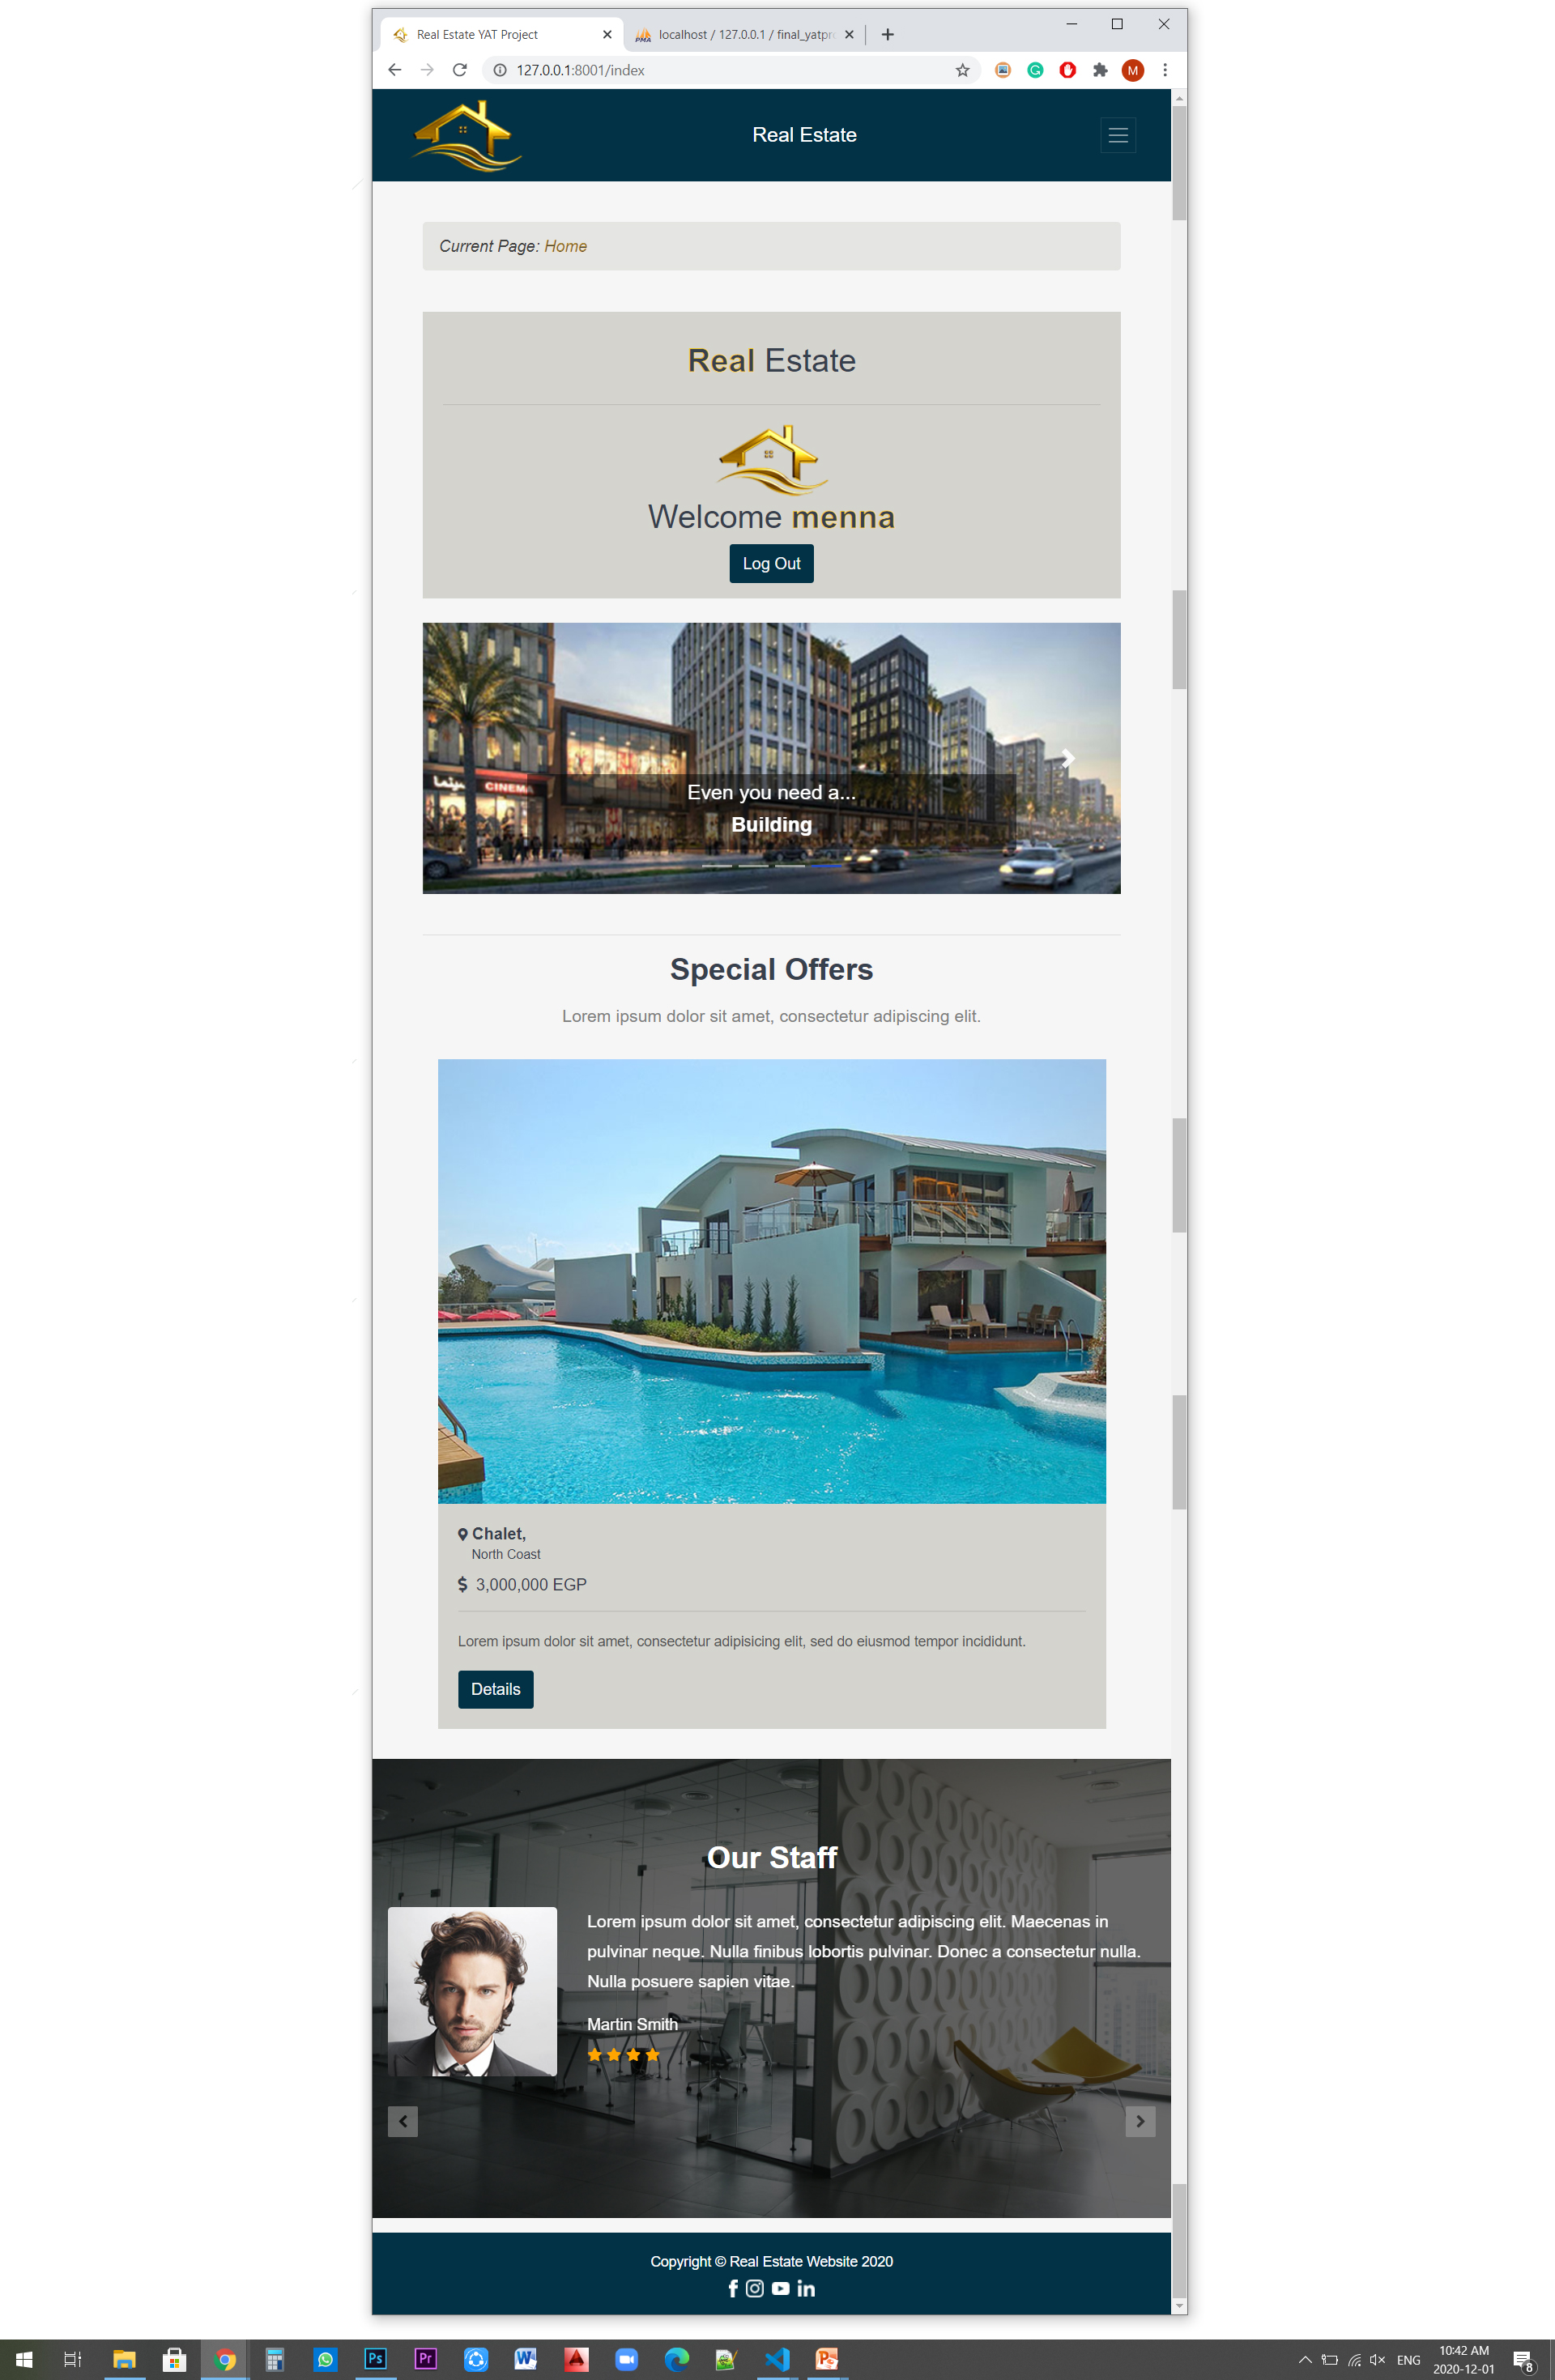 Real Estate YAT Project
localhost / 127.0.0.1 / final_yatpr
127.0.0.1:8001/index
M
Real Estate
Current Page: Home
Real Estate
Welcome menna
Log Out
سينما
CINEMA
Even you need a...
Building
Special Offers
Lorem ipsum dolor sit amet, consectetur adipiscing elit.
Chalet,
North Coast
$ 3,000,000 EGP
Lorem ipsum dolor sit amet, consectetur adipisicing elit, sed do eiusmod tempor incididunt.
Details
Our Staff
Lorem ipsum dolor sit amet, consectetur adipiscing elit. Maecenas in
pulvinar neque. Nulla finibus lobortis pulvinar. Donec a consectetur nulla.
Nulla posuere sapien vitae.
Martin Smith
Copyright © Real Estate Website 2020
ENG
10:42 AM
2020-12-01
8